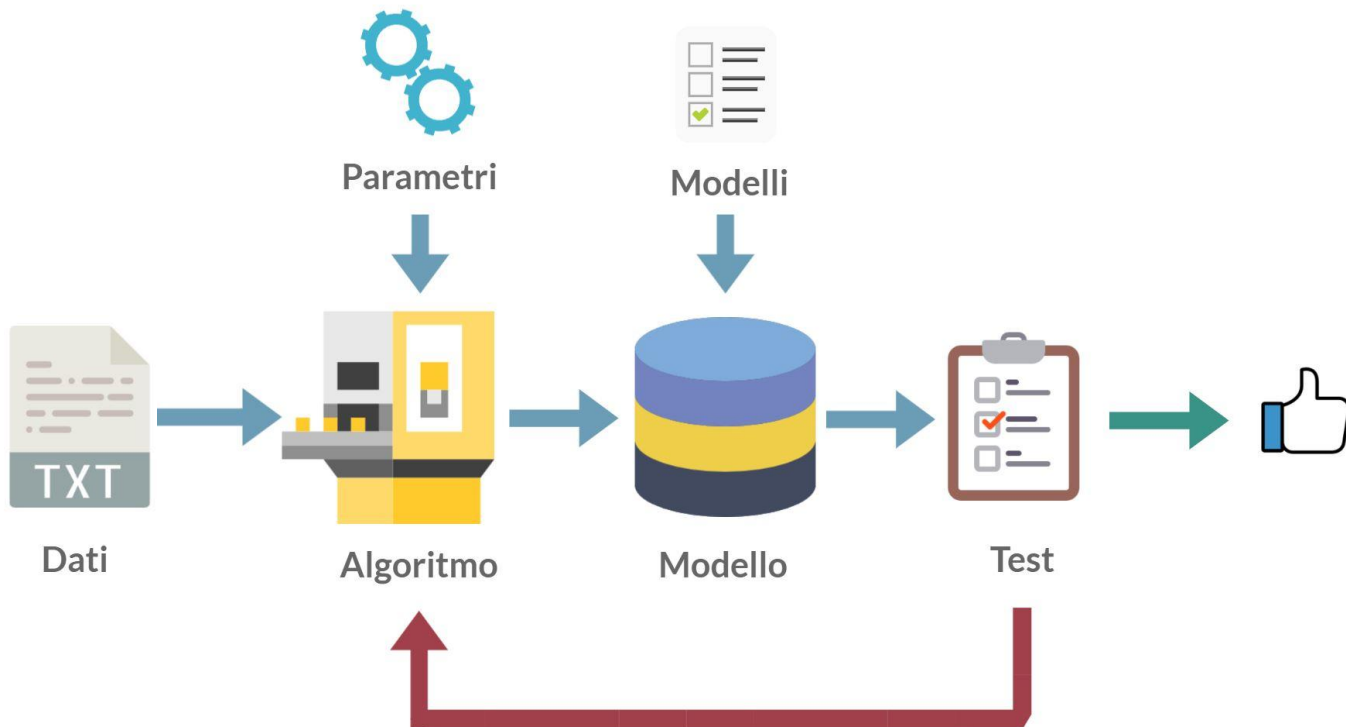 Parametri
Modelli
TXT
Dati
Algoritmo
Modello
Test